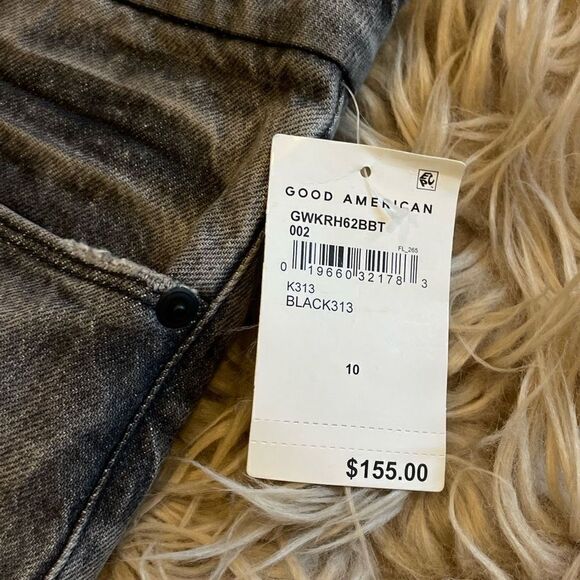 GOOD AMERICAN
GWKRH62BBT
002
FL_265
0 19660 32178 3
K313
BLACK313
10
$155.00